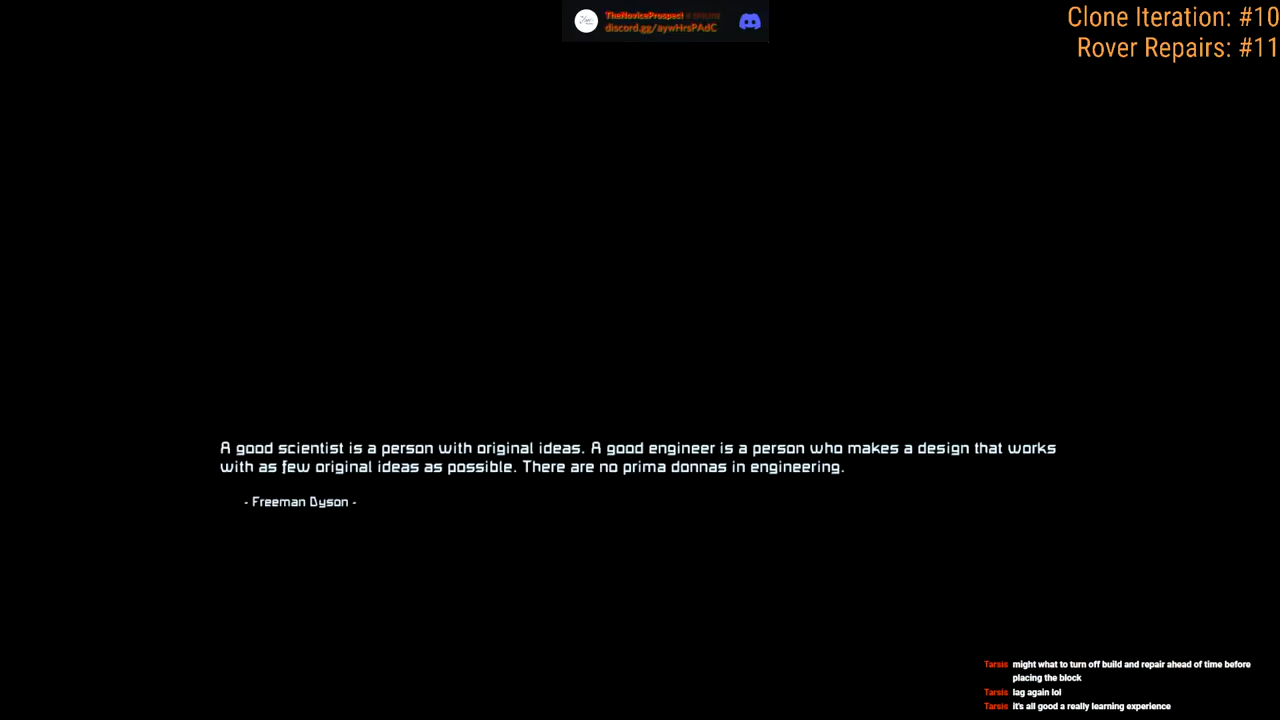 TheNoviceProspect
discord.gg/aywHrsPAdC
Clone Iteration: #10
Rover Repairs: #11
A good scientist is a person with original ideas. A good engineer is a person who makes a design that works
with as few original ideas as possible. There are no prima donnas in engineering.
- Freeman Dyson -
Tarsis might what to turn off build and repair ahead of time before
placing the block
Tarsis lag again lol
Tarsis it's all good a really learning experience